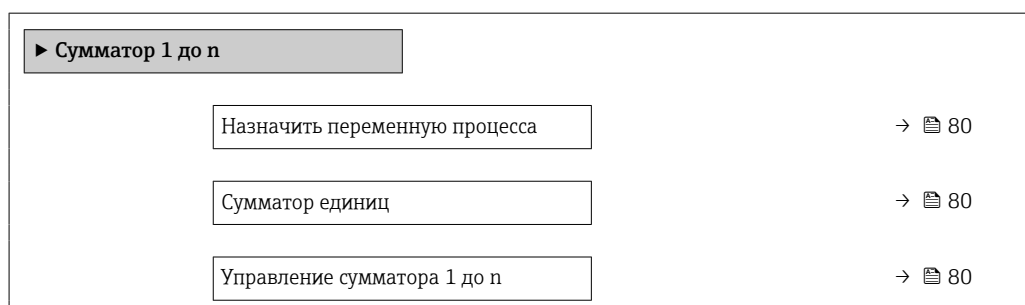 ► Сумматор 1 до n
Назначить переменную процесса → 80
Сумматор единиц → 80
Управление сумматора 1 до n → 80